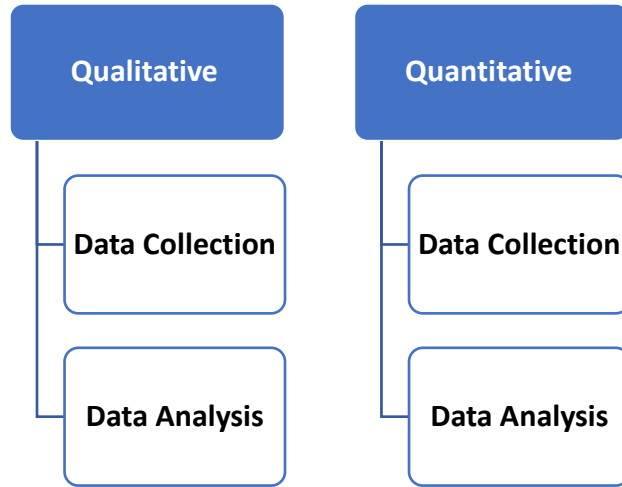 Qualitative
Data Collection
Data Analysis
Quantitative
Data Collection
Data Analysis